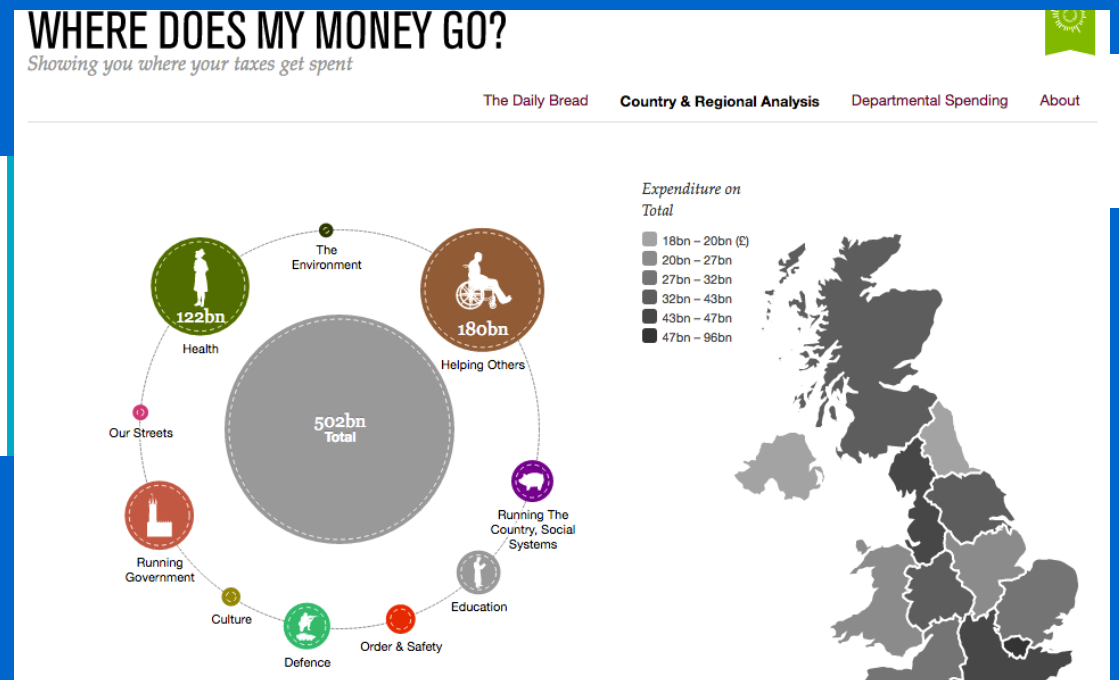 WHERE DOES MY MONEY GO?
Showing you where your taxes get spent
The Daily Bread
Country & Regional Analysis
Departmental Spending
About
The
Environment
122bn
Health
180bn
Helping Others
Our Streets
502bn
Total
Running
Government
Running The
Country, Social
Systems
Culture
Education
Defence
Order & Safety
Expenditure on
Total
18bn – 20bn (£)
20bn – 27bn
27bn – 32bn
32bn – 43bn
43bn – 47bn
47bn – 96bn